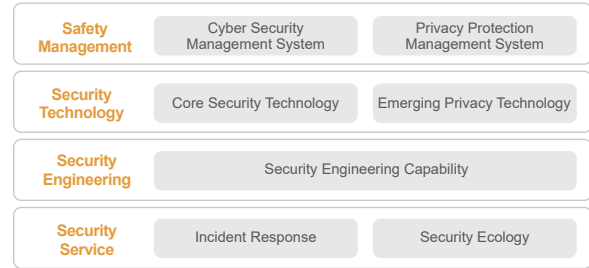 Safety
Management
Cyber Security
Management System
Privacy Protection
Management System
Security
Technology
Core Security Technology
Emerging Privacy Technology
Security
Engineering
Security Engineering Capability
Security
Service
Incident Response
Security Ecology